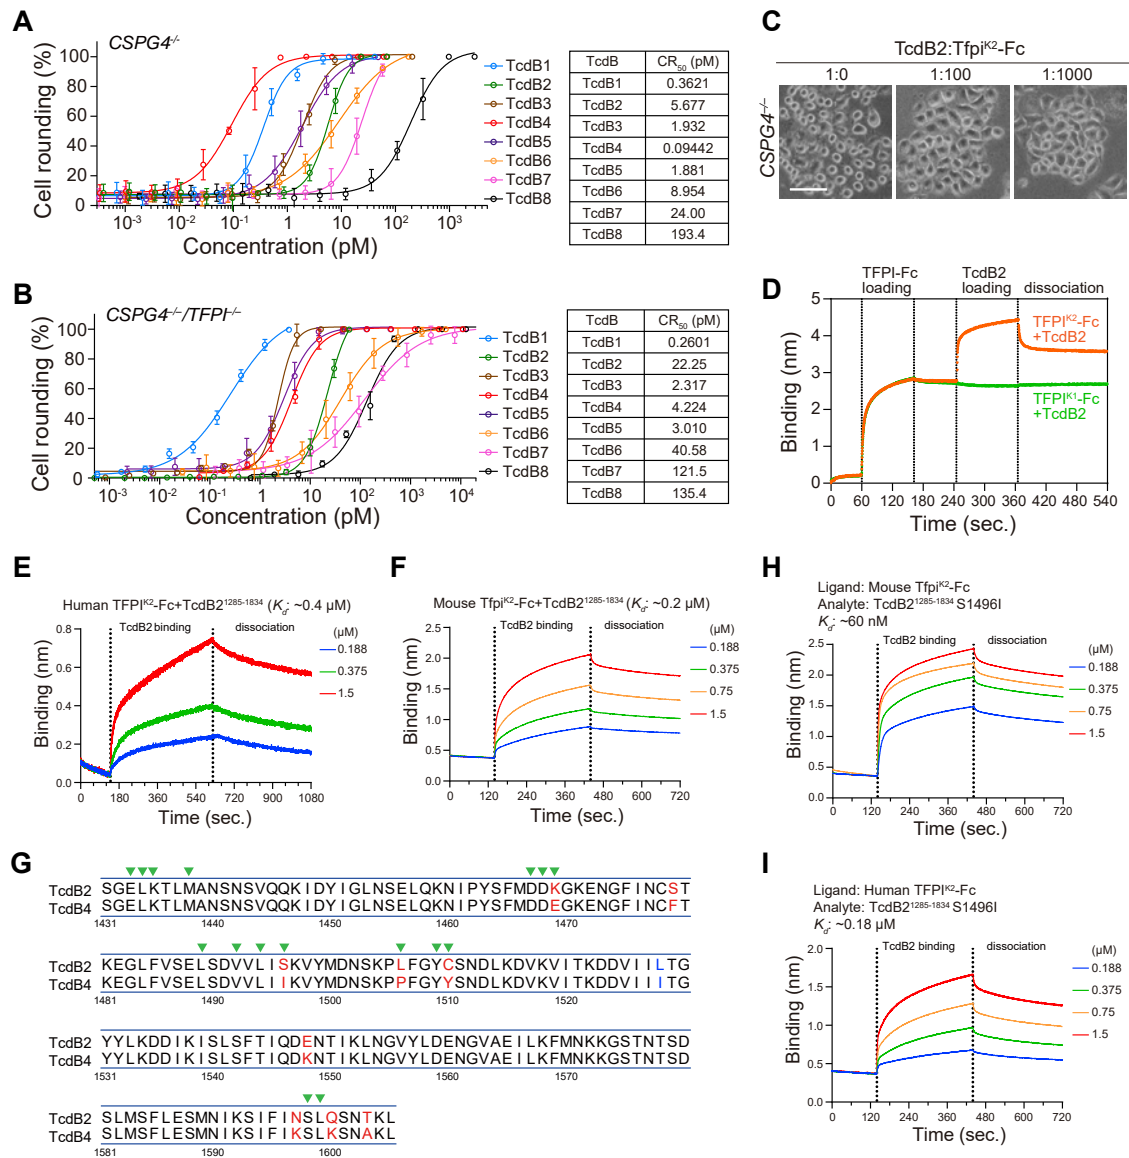 A
CSPG4-/-
Cell rounding (%)
100
80
60
40
20
0
10-3
10-2
10-1
1
10
102
103
Concentration (pM)
TcdB1
TcdB2
TcdB3
TcdB4
TcdB5
TcdB6
TcdB7
TcdB8
TcdB CR50 (pM)
TcdB1 0.3621
TcdB2 5.677
TcdB3 1.932
TcdB4 0.09442
TcdB5 1.881
TcdB6 8.954
TcdB7 24.00
TcdB8 193.4
B
CSPG4-/-/TFPI-/-
Cell rounding (%)
100
80
60
40
20
0
10-3
10-2
10-1
1
10
102
103
104
Concentration (pM)
TcdB1
TcdB2
TcdB3
TcdB4
TcdB5
TcdB6
TcdB7
TcdB8
TcdB CR50 (pM)
TcdB1 0.2601
TcdB2 22.25
TcdB3 2.317
TcdB4 4.224
TcdB5 3.010
TcdB6 40.58
TcdB7 121.5
TcdB8 135.4
C
TcdB2:TfpiK2-Fc
1:0 1:100 1:1000
CSPG4-/-
D
TFPI-Fc loading
TcdB2 loading
dissociation
Binding (nm)
5
4
3
2
1
0
TFPIK2-Fc
+TcdB2
TFPIK1-Fc
+TcdB2
0 60 120 180 240 300 360 420 480 540
Time (sec.)
E
Human TFPIK2-Fc+TcdB21285-1834 (Kd: ~0.4 µM)
TcdB2 binding
dissociation
(µM)
0.188
0.375
1.5
Binding (nm)
0.8
0.6
0.4
0.2
0.0
0 180 360 540 720 900 1080
Time (sec.)
F
Mouse TfpiK2-Fc+TcdB21285-1834 (Kd: ~0.2 µM)
TcdB2 binding
dissociation
(µM)
0.188
0.375
0.75
1.5
Binding (nm)
2.5
2.0
1.5
1.0
0.5
0.0
0 120 240 360 480 600 720
Time (sec.)
H
Ligand: Mouse TfpiK2-Fc
Analyte: TcdB21285-1834 S1496I
Kd: ~60 nM
TcdB2 binding
dissociation
(µM)
0.188
0.375
0.75
1.5
Binding (nm)
2.5
2.0
1.5
1.0
0.5
0.0
0 120 240 360 480 600 720
Time (sec.)
G
TcdB2 SGELKTLMANSNSVQQKIDYIGLNSELQKNIPYSFMDDKGKENGFINCST
TcdB4 SGELKTLMANSNSVQQKIDYIGLNSELQKNIPYSFMDDEGKENGFINCFT
1431 1440 1450 1460 1470
TcdB2 KEGLFVSELSDVVLISKVYMDNSKPLFGYCSNDLKDVKVITKDDVIILTG
TcdB4 KEGLFVSELSDVVLIIKVYMDNSKPPFGYYSNDLKDVKVITKDDVIIITG
1481 1490 1500 1510 1520
TcdB2 YYLKDDIKISLSFTIQDENTIKLNGVYLDENGVAEILKFMNKKGSTNTSD
TcdB4 YYLKDDIKISLSFTIQDKNTIKLNGVYLDENGVAEILKFMNKKGSTNTSD
1531 1540 1550 1560 1570
TcdB2 SLMSFLESMNIKSIFINSLQSNTKL
TcdB4 SLMSFLESMNIKSIFIKSLKSNAKL
1581 1590 1600
I
Ligand: Human TFPIK2-Fc
Analyte: TcdB21285-1834 S1496I
Kd: ~0.18 µM
TcdB2 binding
dissociation
(µM)
0.188
0.375
0.75
1.5
Binding (nm)
2.0
1.5
1.0
0.5
0.0
0 120 240 360 480 600 720
Time (sec.)